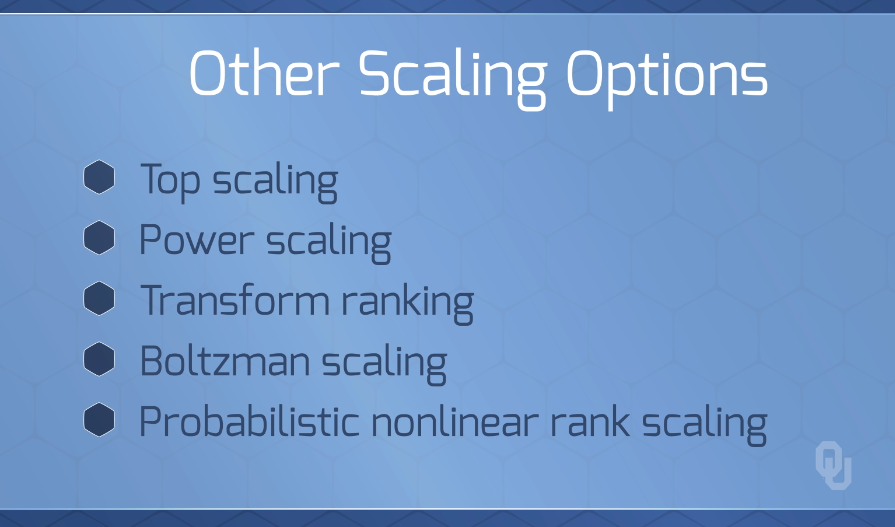 Other Scaling Options
Top scaling
Power scaling
Transform ranking
Boltzman scaling
Probabilistic nonlinear rank scaling
OU